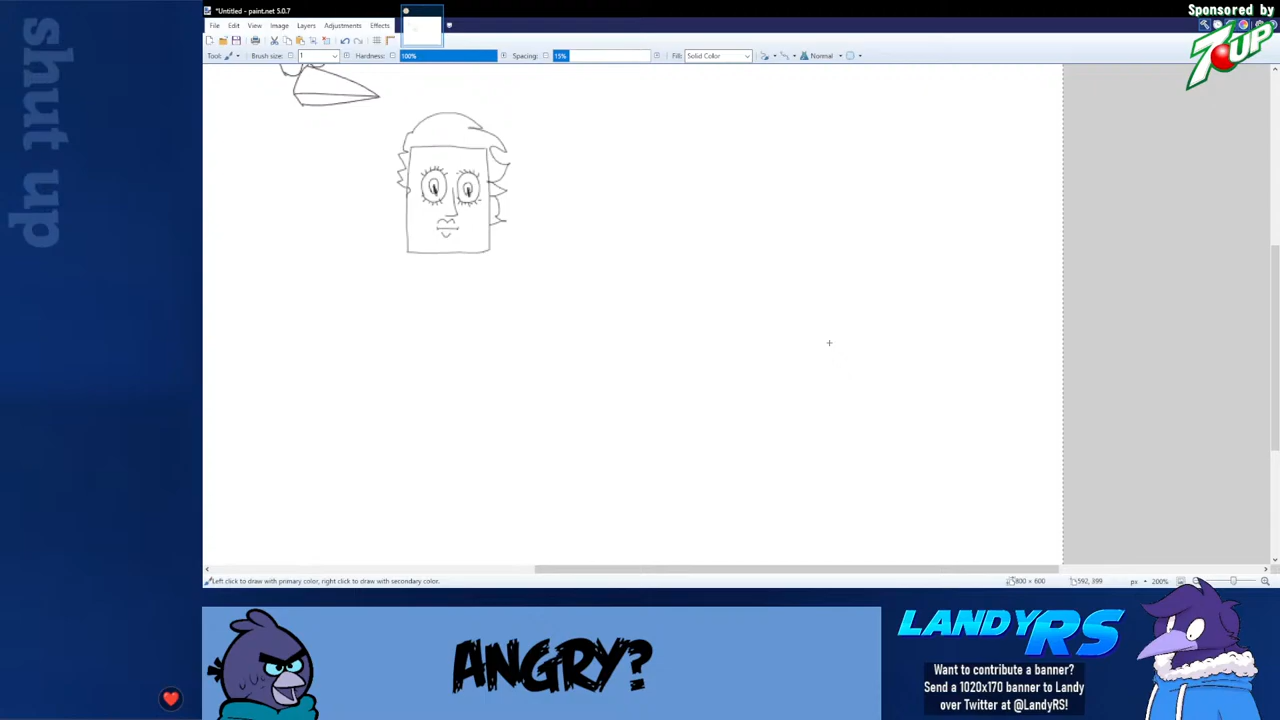 shut up
*Untitled - paint.net 5.0.7
File Edit View Image Layers Adjustments Effects
Tool: Brush size: 1 Hardness: 100% Spacing: 15% Fill: Solid Color Normal
Sponsored by
7UP
Left click to draw with primary color, right click to draw with secondary color.
800 × 600 592, 399 px 200%
ANGRY?
LANDYRS
Want to contribute a banner?
Send a 1020x170 banner to Landy
over Twitter at @LandyRS!